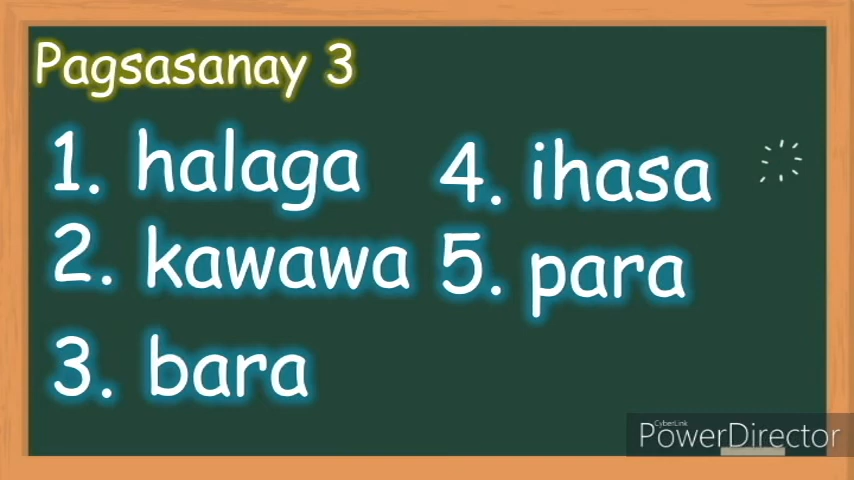 Pagsasanay 3
1. halaga
2. kawawa
3. bara
4. ihasa
5. para
CyberLink
PowerDirector